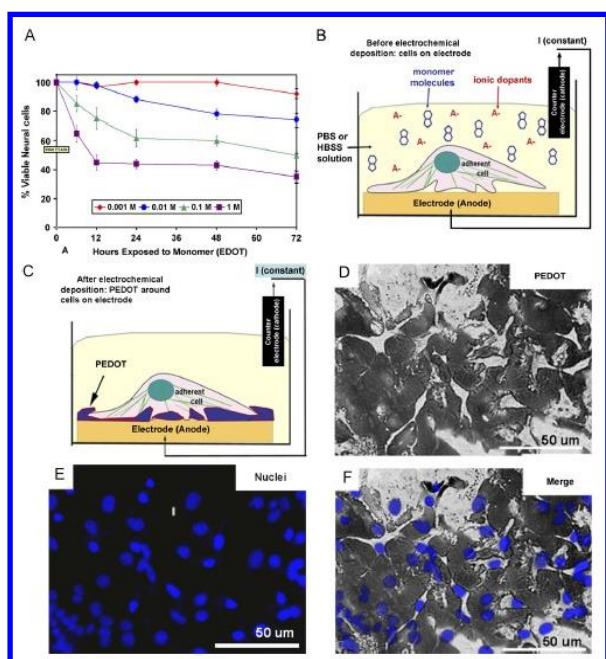 A
% Viable Neural cells
100
80
60
40
20
0
0 12 24 36 48 60 72
0.001 M 0.01 M 0.1 M 1 M
A Hours Exposed to Monomer (EDOT)
B
Before electrochemical
deposition: cells on electrode
I (constant)
monomer
molecules
ionic dopants
Counter
electrode (cathode)
A- A- A- A- A- A- A- A-
PBS or
HBSS
solution
adherent
cell
Electrode (Anode)
C
After electrochemical
deposition: PEDOT around
cells on electrode
I (constant)
Counter
electrode (cathode)
PEDOT
adherent
cell
Electrode (Anode)
D
PEDOT
50 um
E
Nuclei
50 um
F
Merge
50 um